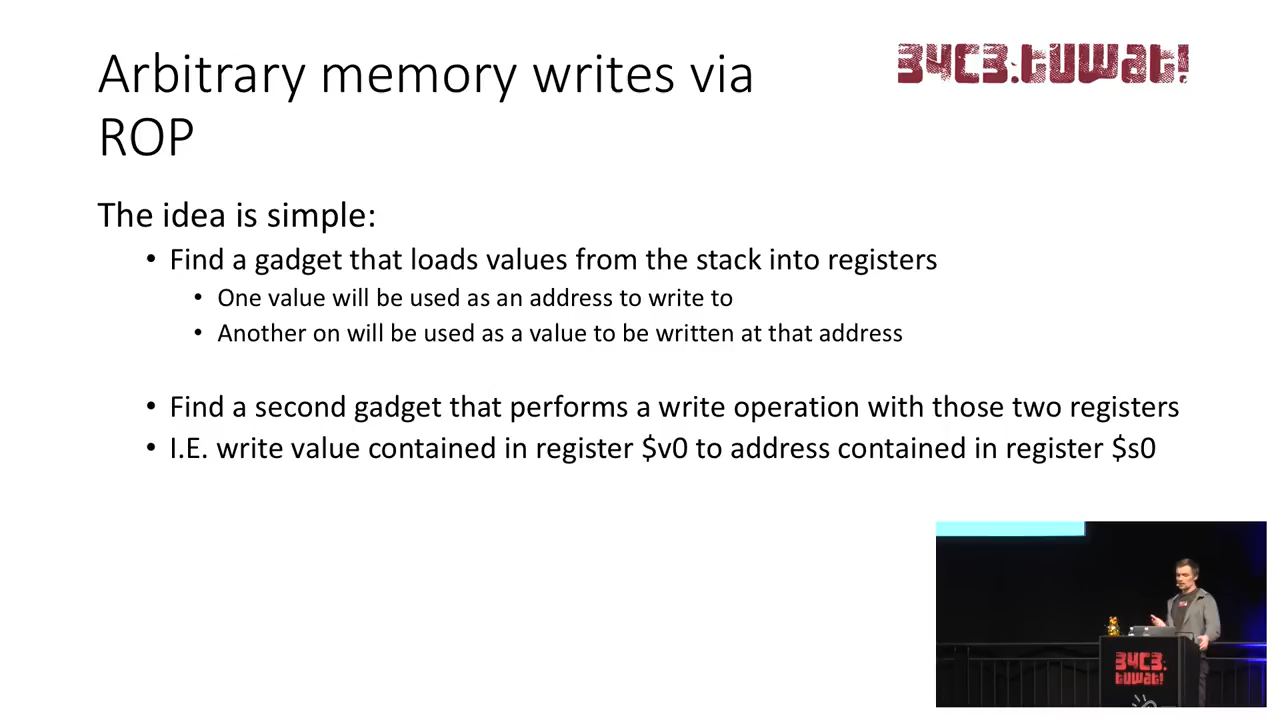 Arbitrary memory writes via
ROP
34C3.tuwat!
The idea is simple:
• Find a gadget that loads values from the stack into registers
• One value will be used as an address to write to
• Another on will be used as a value to be written at that address
• Find a second gadget that performs a write operation with those two registers
• I.E. write value contained in register $v0 to address contained in register $s0
34C3.
tuwat!